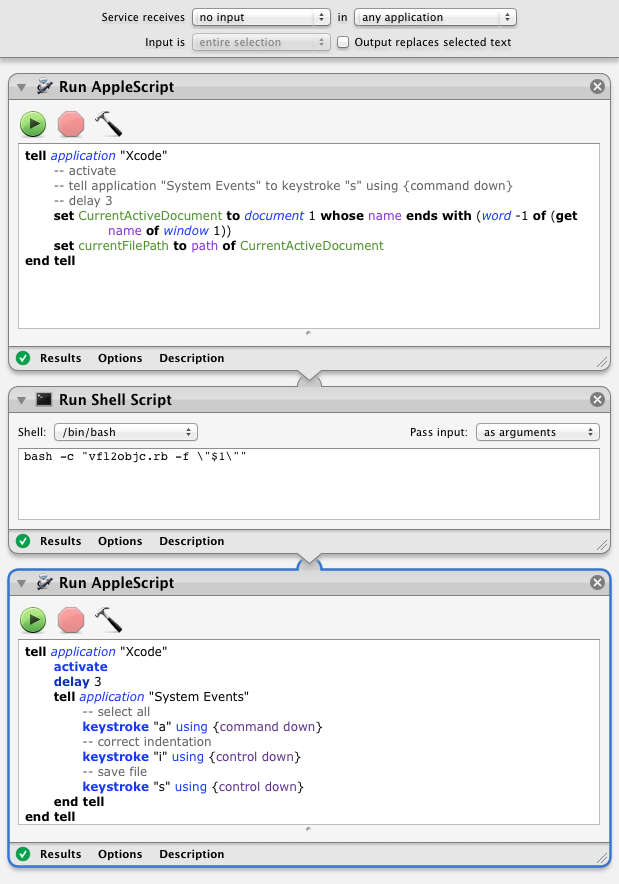 Service receives no input in any application
Input is entire selection Output replaces selected text
Run AppleScript
tell application "Xcode"
-- activate
-- tell application "System Events" to keystroke "s" using {command down}
-- delay 3
set CurrentActiveDocument to document 1 whose name ends with (word -1 of (get
name of window 1))
set currentFilePath to path of CurrentActiveDocument
end tell
Results Options Description
Run Shell Script
Shell: /bin/bash Pass input: as arguments
bash -c "vfl2objc.rb -f \"$1\""
Results Options Description
Run AppleScript
tell application "Xcode"
activate
delay 3
tell application "System Events"
-- select all
keystroke "a" using {command down}
-- correct indentation
keystroke "i" using {control down}
-- save file
keystroke "s" using {control down}
end tell
end tell
Results Options Description